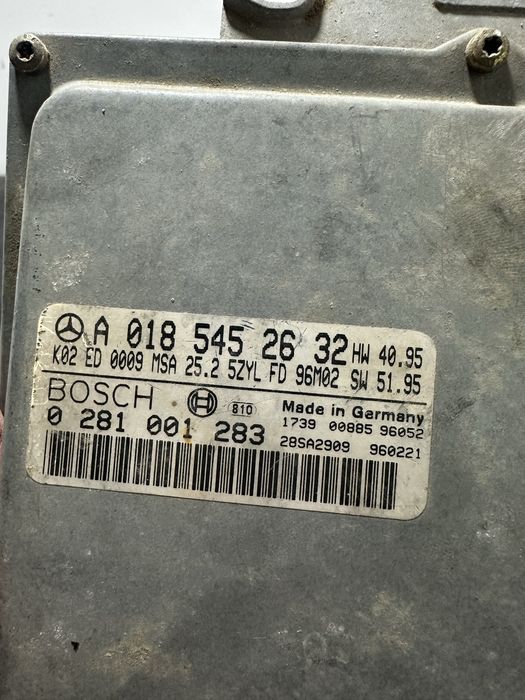 A 018 545 26 32 HW 40.95
K02 ED 0009 MSA 25.2 5ZYL FD 96M02 SW 51.95
BOSCH 810 Made in Germany
1739 00885 96052
0 281 001 283
28SA2909 960221